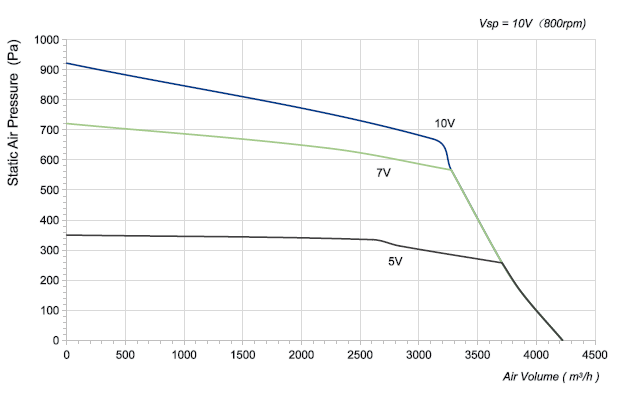 Vsp = 10V（800rpm)
Static Air Pressure (Pa)
1000
900
800
700
600
500
400
300
200
100
0
10V
7V
5V
0 500 1000 1500 2000 2500 3000 3500 4000 4500
Air Volume ( m³/h )